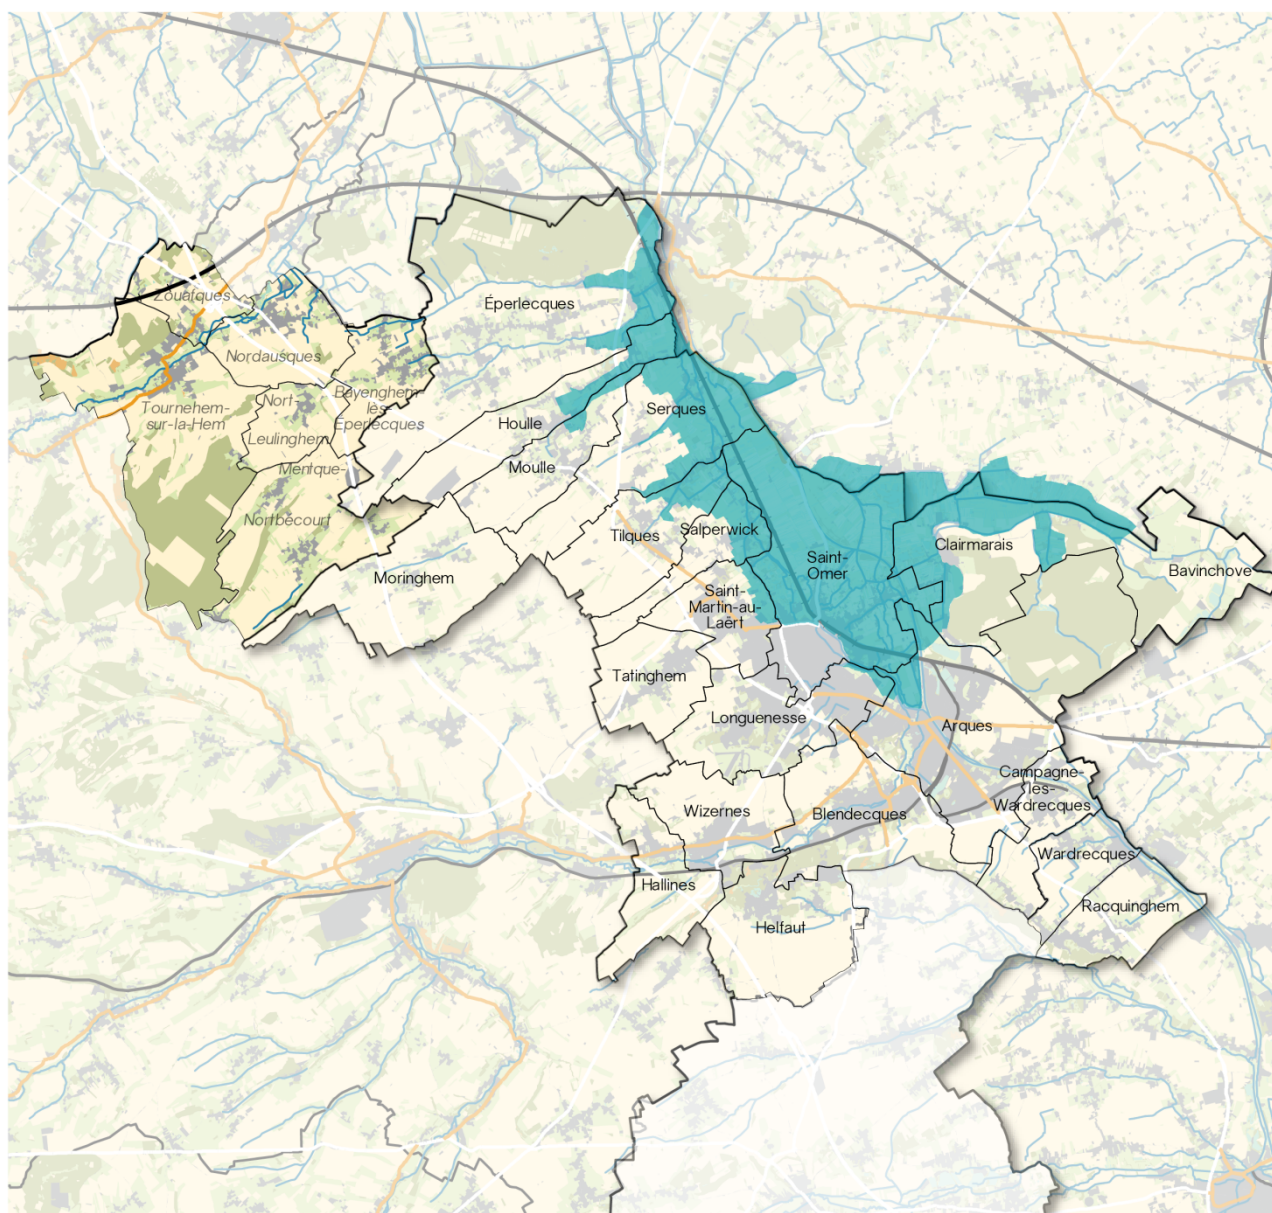 Zouafques
Éperlecques
Nordausques
Bayenghem-
lès-
Éperlecques
Nort-
Leulinghem
Tournehem-
sur-la-Hem
Serques
Houlle
Moulle
Mentque-
Nortbécourt
Tilques
Salperwick
Clairmarais
Saint-
Omer
Bavinchove
Moringhem
Saint-
Martin-au-
Laërt
Tatinghem
Longuenesse
Arques
Campagne-
les-
Wardrecques
Wizernes
Blendecques
Wardrecques
Hallines
Racquinghem
Helfaut